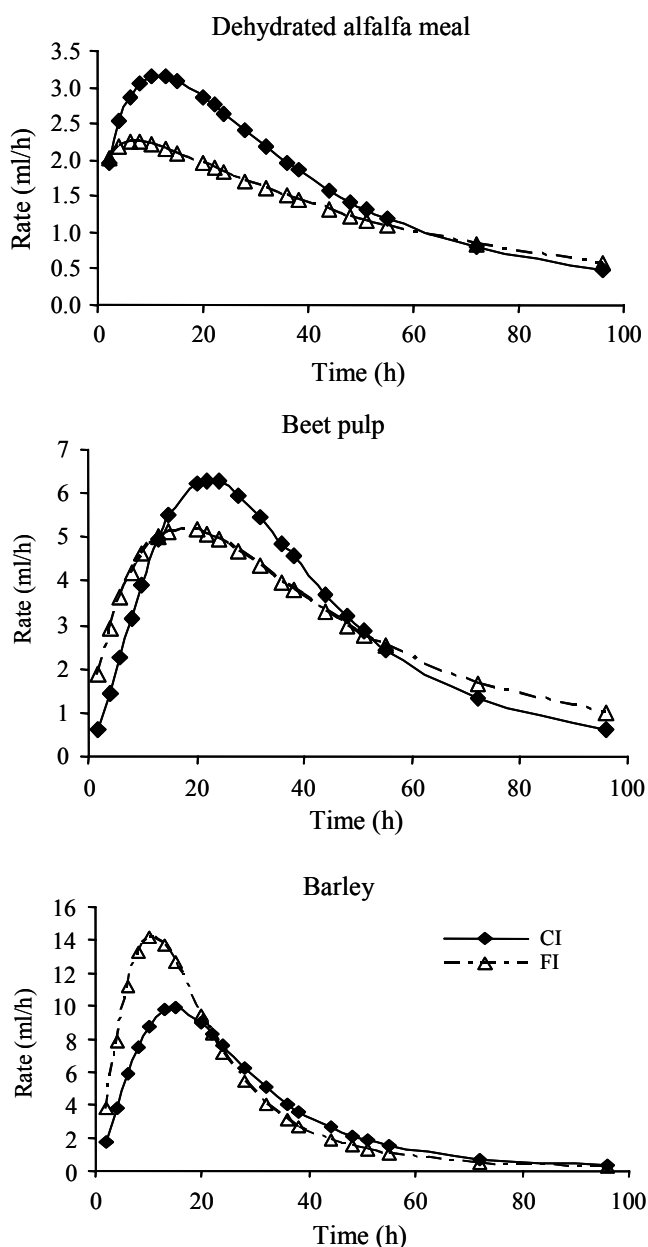 Dehydrated alfalfa meal
3.5
3.0
2.5
2.0
1.5
1.0
0.5
0.0
Rate (ml/h)
0 20 40 60 80 100
Time (h)
Beet pulp
7
6
5
4
3
2
1
0
Rate (ml/h)
0 20 40 60 80 100
Time (h)
Barley
16
14
12
10
8
6
4
2
0
Rate (ml/h)
CI
FI
0 20 40 60 80 100
Time (h)